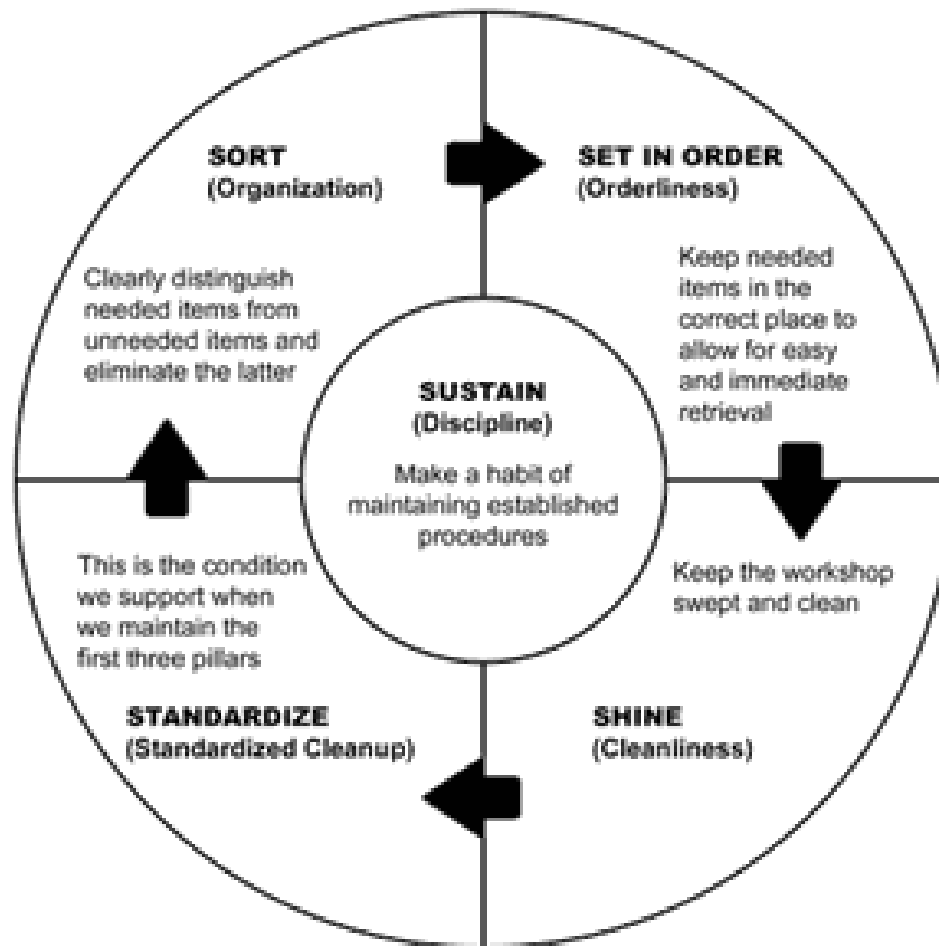 SORT
(Organization)
Clearly distinguish
needed items from
unneeded items and
eliminate the latter
SET IN ORDER
(Orderliness)
Keep needed
items in the
correct place to
allow for easy
and immediate
retrieval
SUSTAIN
(Discipline)
Make a habit of
maintaining established
procedures
This is the condition
we support when
we maintain the
first three pillars
STANDARDIZE
(Standardized Cleanup)
Keep the workshop
swept and clean
SHINE
(Cleanliness)